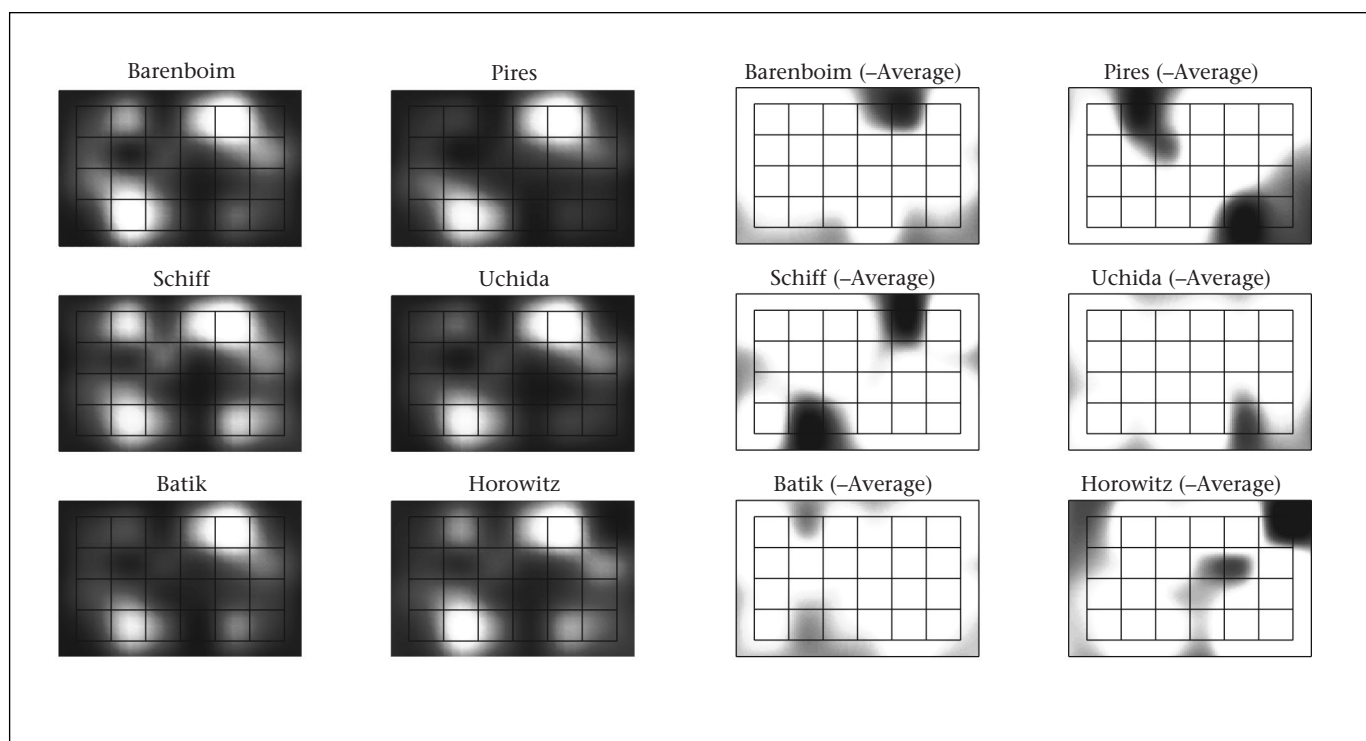 Barenboim
Pires
Barenboim (–Average)
Pires (–Average)
Schiff
Uchida
Schiff (–Average)
Uchida (–Average)
Batik
Horowitz
Batik (–Average)
Horowitz (–Average)